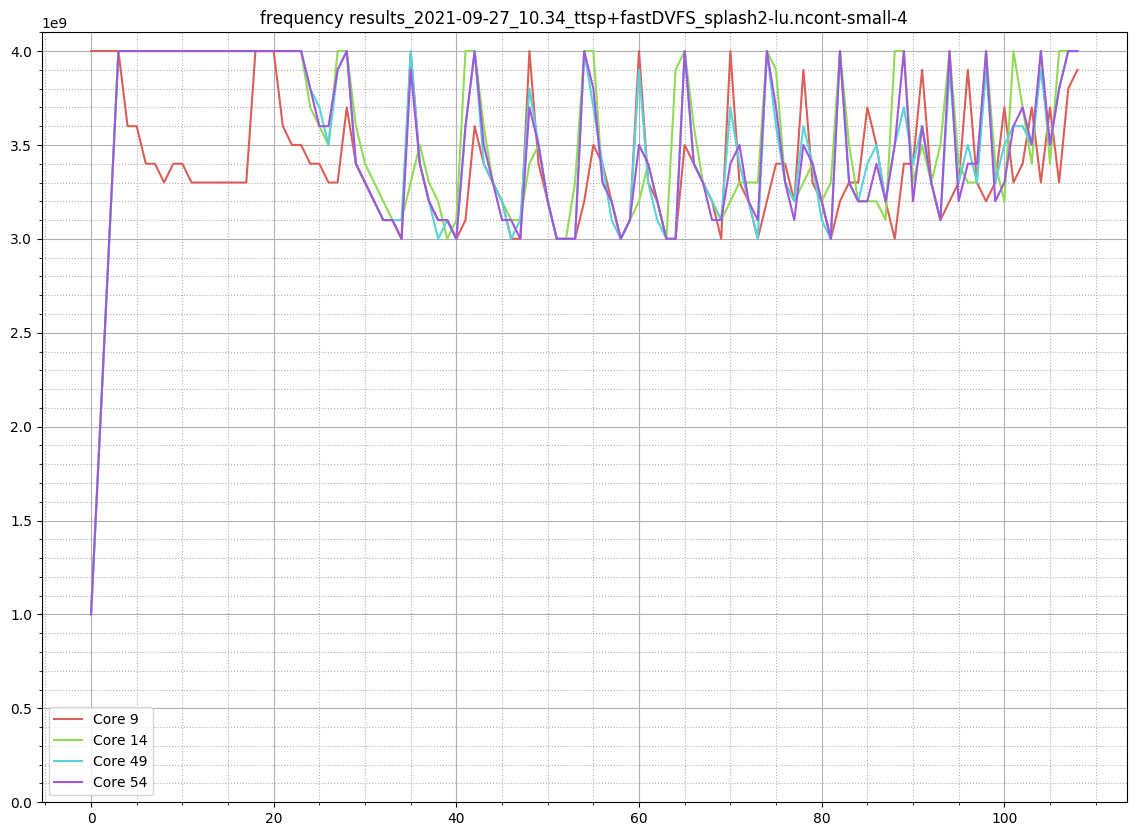 frequency results_2021-09-27_10.34_ttsp+fastDVFS_splash2-lu.ncont-small-4
1e9
4.0
3.5
3.0
2.5
2.0
1.5
1.0
0.5
0.0
Core 9
Core 14
Core 49
Core 54
0 20 40 60 80 100